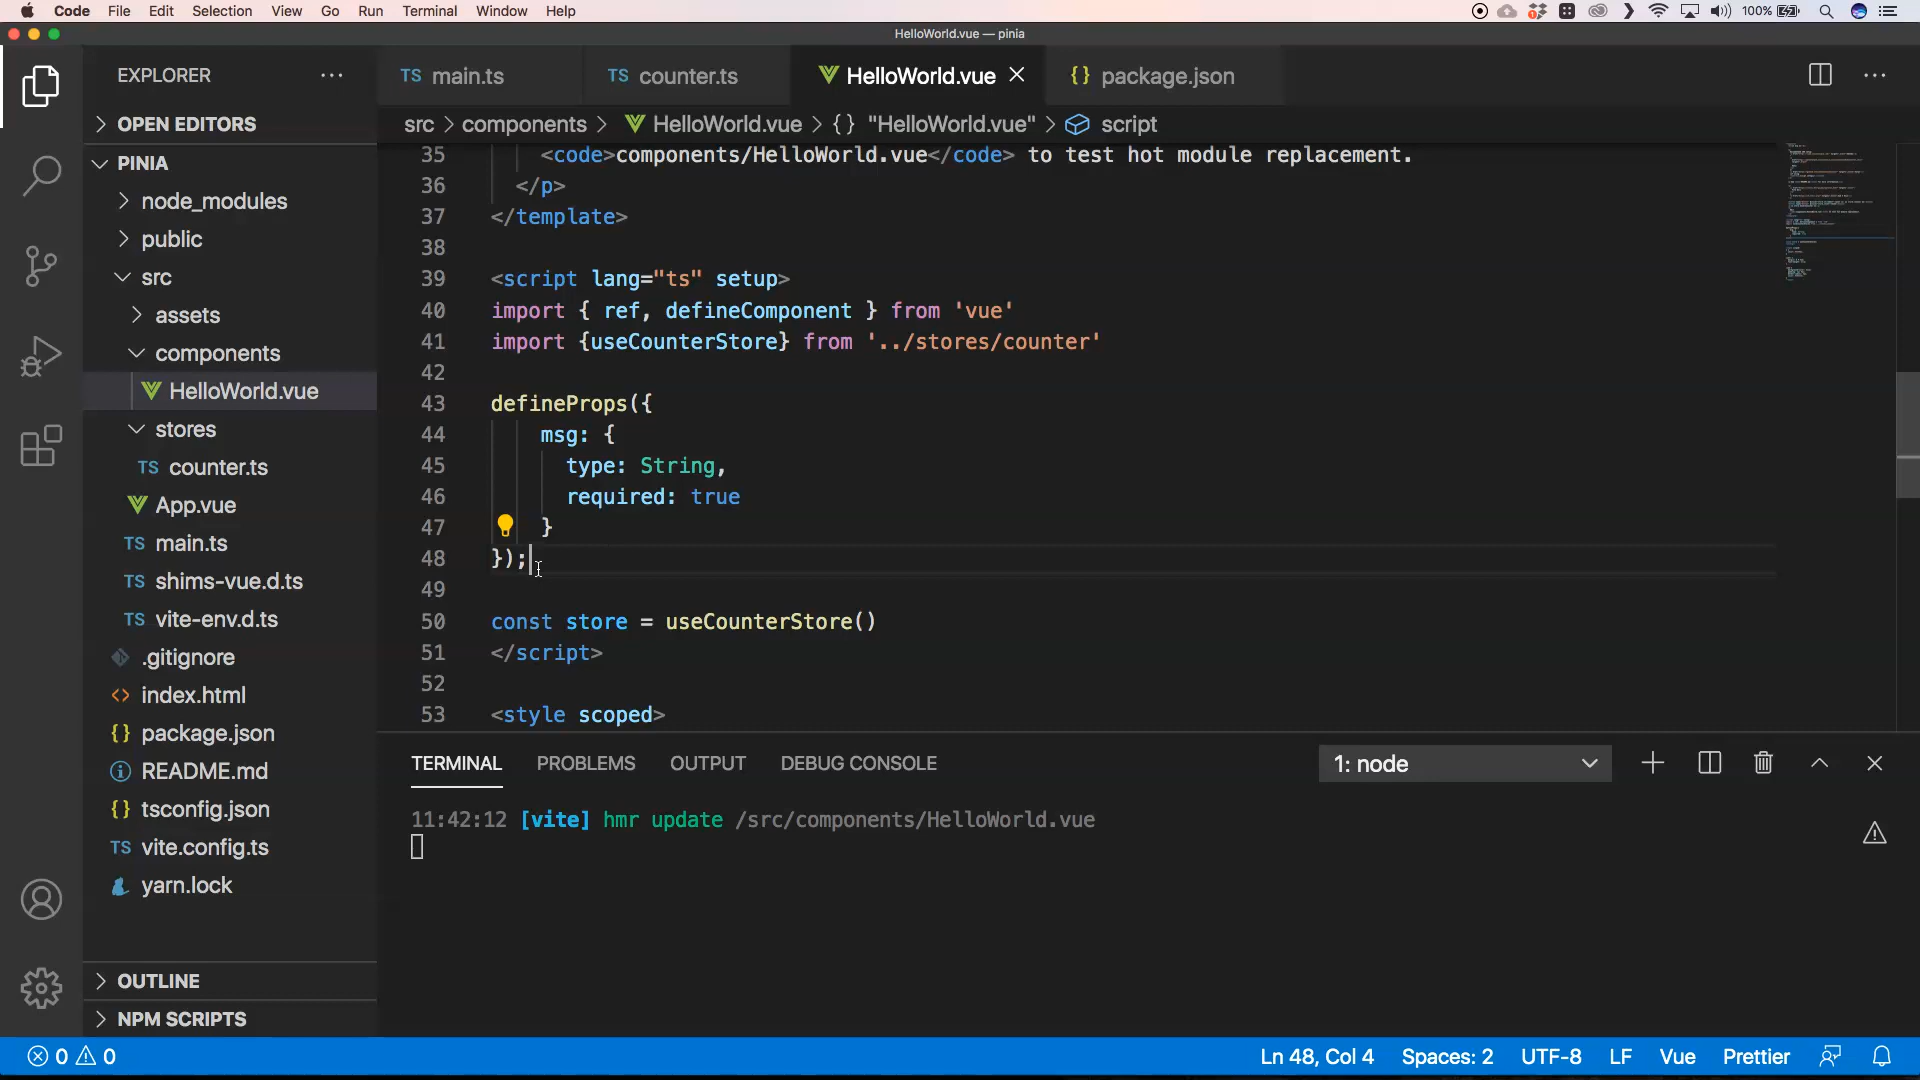 Code File Edit Selection View Go Run Terminal Window Help
100%
HelloWorld.vue — pinia
EXPLORER
OPEN EDITORS
PINIA
node_modules
public
src
assets
components
HelloWorld.vue
stores
TS counter.ts
App.vue
TS main.ts
TS shims-vue.d.ts
TS vite-env.d.ts
.gitignore
index.html
{} package.json
README.md
{} tsconfig.json
TS vite.config.ts
yarn.lock
OUTLINE
NPM SCRIPTS
TS main.ts TS counter.ts HelloWorld.vue {} package.json
src > components > HelloWorld.vue > {} "HelloWorld.vue" > script
35 <code>components/HelloWorld.vue</code> to test hot module replacement.
36 </p>
37 </template>
38
39 <script lang="ts" setup>
40 import { ref, defineComponent } from 'vue'
41 import {useCounterStore} from '../stores/counter'
42
43 defineProps({
44 msg: {
45 type: String,
46 required: true
47 }
48 });
49
50 const store = useCounterStore()
51 </script>
52
53 <style scoped>
TERMINAL PROBLEMS OUTPUT DEBUG CONSOLE 1: node
11:42:12 [vite] hmr update /src/components/HelloWorld.vue
0 0 Ln 48, Col 4 Spaces: 2 UTF-8 LF Vue Prettier